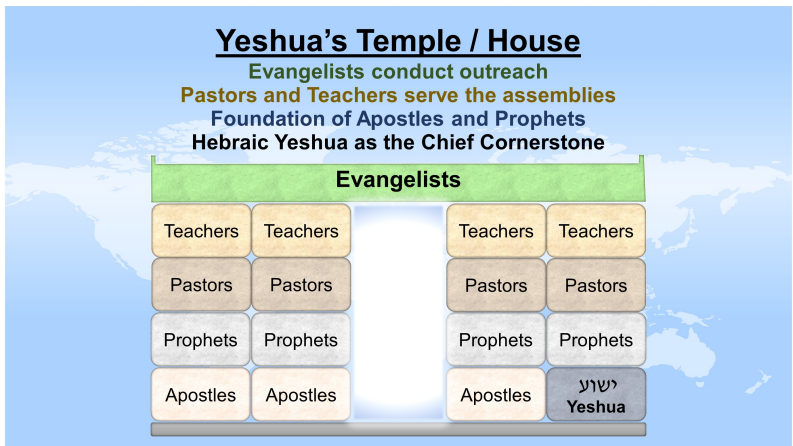 Yeshua's Temple / House
Evangelists conduct outreach
Pastors and Teachers serve the assemblies
Foundation of Apostles and Prophets
Hebraic Yeshua as the Chief Cornerstone
Evangelists
Teachers Teachers Teachers Teachers
Pastors Pastors Pastors Pastors
Prophets Prophets Prophets Prophets
Apostles Apostles Apostles ישוע
Yeshua